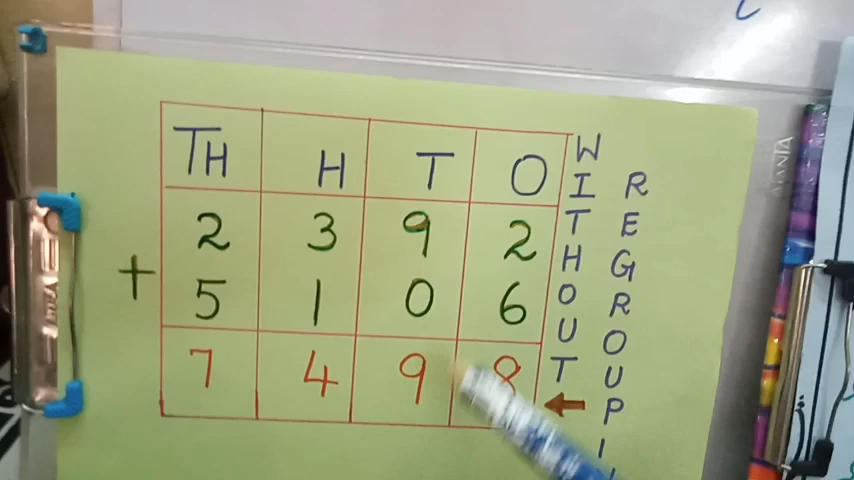 TH H T O
2 3 9 2
+ 5 1 0 6
7 4 9 8
WITHOUT
REGROUPI